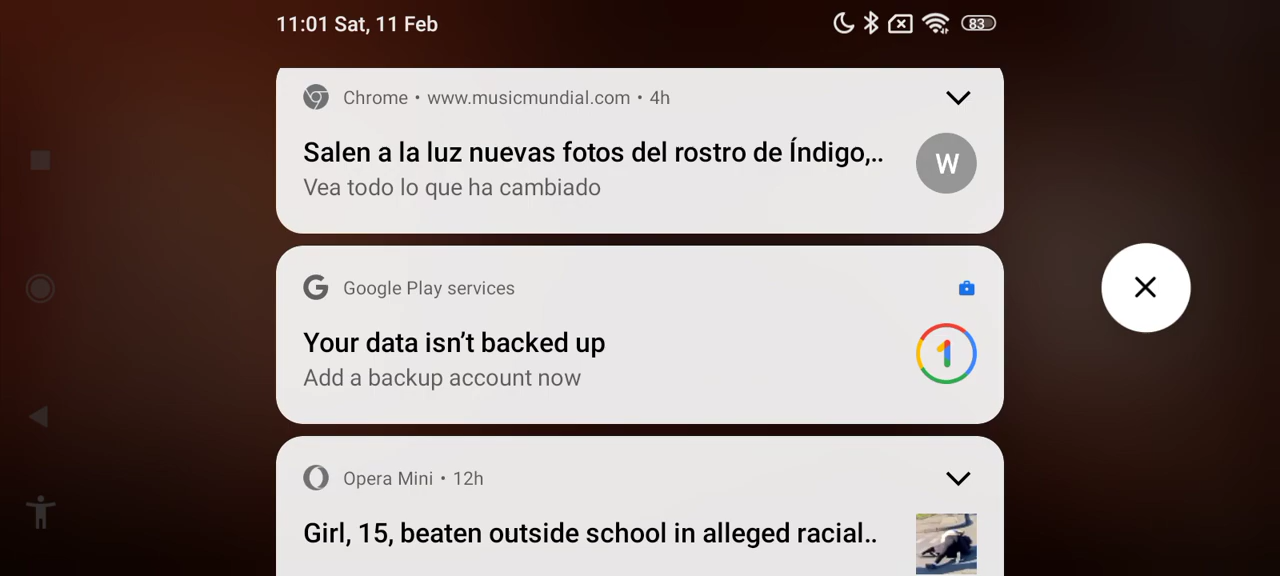 11:01 Sat, 11 Feb 83
Chrome • www.musicmundial.com • 4h
Salen a la luz nuevas fotos del rostro de Índigo,..
W
Vea todo lo que ha cambiado
Google Play services
Your data isn’t backed up
1
Add a backup account now
Opera Mini • 12h
Girl, 15, beaten outside school in alleged racial..